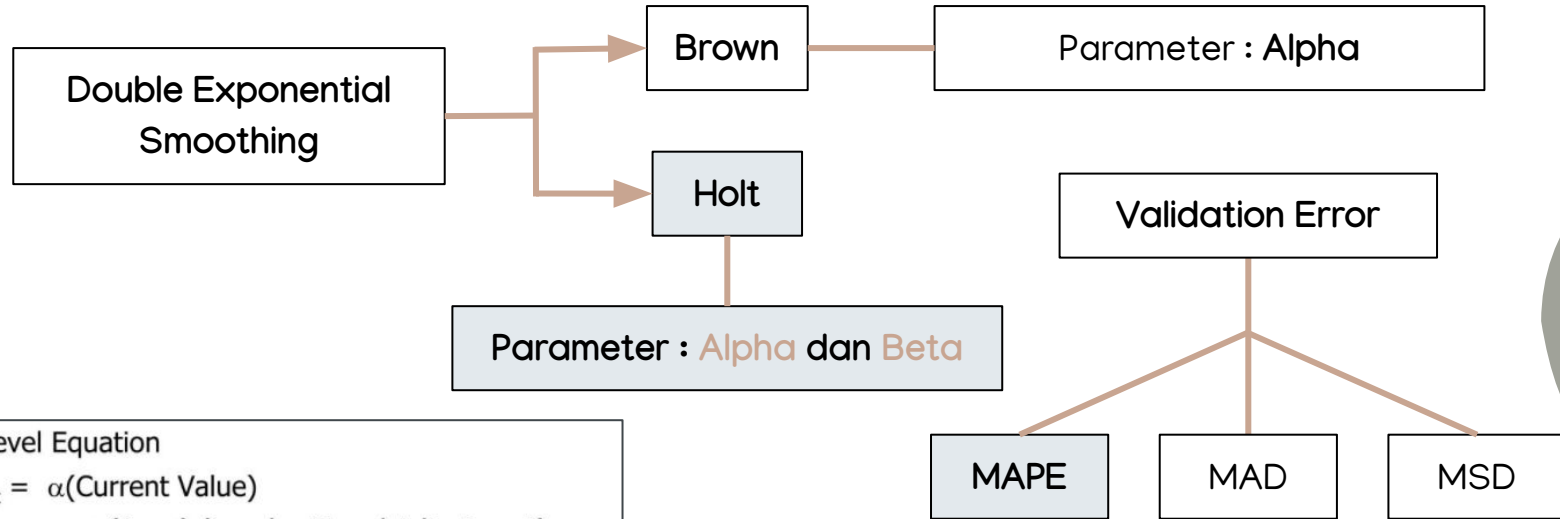 Double Exponential
Smoothing
Brown
Parameter : Alpha
Holt
Parameter : Alpha dan Beta
Validation Error
MAPE
MAD
MSD
evel Equation
= α(Current Value)